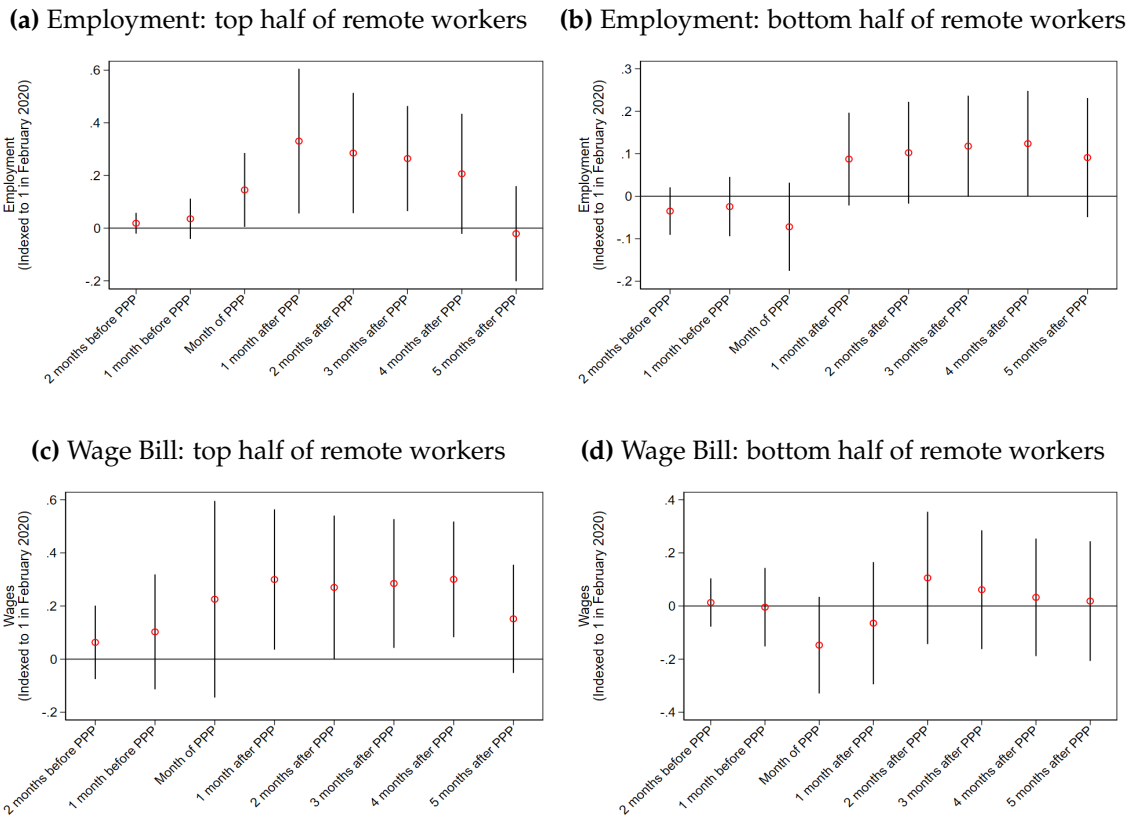 (a) Employment: top half of remote workers
Employment
(Indexed to 1 in February 2020)
.6
.4
.2
0
-.2
2 months before PPP
1 month before PPP
Month of PPP
1 month after PPP
2 months after PPP
3 months after PPP
4 months after PPP
5 months after PPP
(b) Employment: bottom half of remote workers
Employment
(Indexed to 1 in February 2020)
.3
.2
.1
0
-.1
-.2
2 months before PPP
1 month before PPP
Month of PPP
1 month after PPP
2 months after PPP
3 months after PPP
4 months after PPP
5 months after PPP
(c) Wage Bill: top half of remote workers
Wages
(Indexed to 1 in February 2020)
.6
.4
.2
0
-.2
2 months before PPP
1 month before PPP
Month of PPP
1 month after PPP
2 months after PPP
3 months after PPP
4 months after PPP
5 months after PPP
(d) Wage Bill: bottom half of remote workers
Wages
(Indexed to 1 in February 2020)
.4
.2
0
-.2
-.4
2 months before PPP
1 month before PPP
Month of PPP
1 month after PPP
2 months after PPP
3 months after PPP
4 months after PPP
5 months after PPP